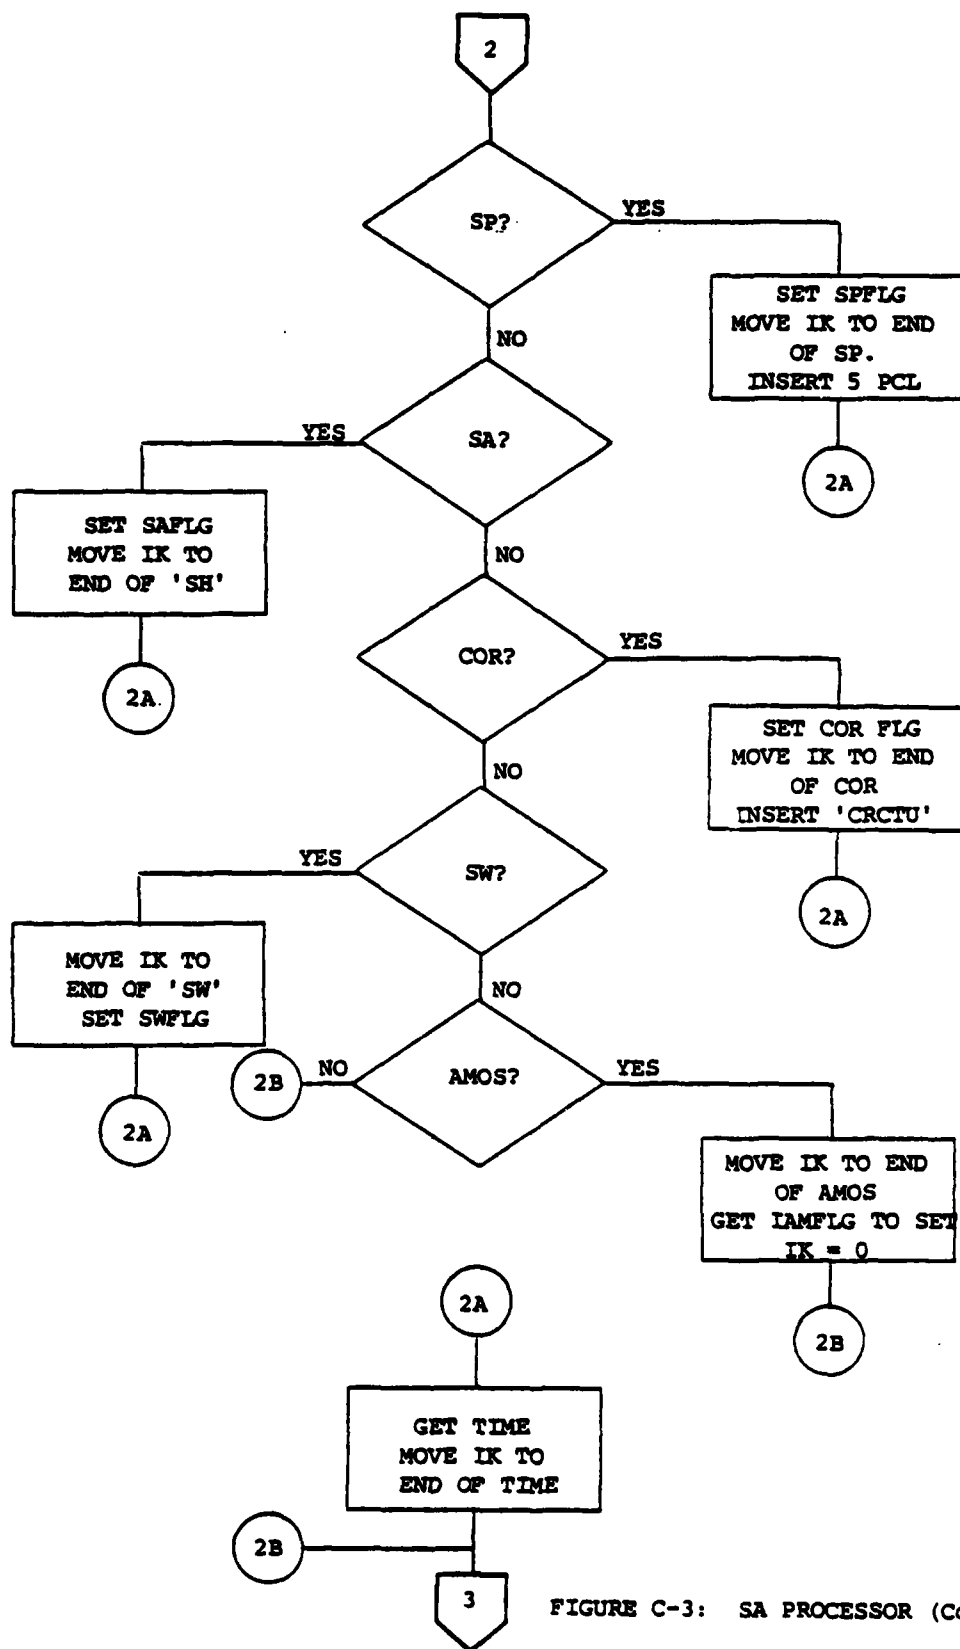 2
SP?
YES
SET SPFLG
MOVE IK TO END
OF SP.
INSERT 5 PCL
2A
NO
SA?
YES
SET SAFLG
MOVE IK TO
END OF 'SH'
2A
NO
COR?
YES
SET COR FLG
MOVE IK TO END
OF COR
INSERT 'CRCTU'
2A
NO
SW?
YES
MOVE IK TO
END OF 'SW'
SET SWFLG
2A
NO
AMOS?
NO
2B
YES
MOVE IK TO END
OF AMOS
GET IAMFLG TO SET
IK = 0
2B
2A
GET TIME
MOVE IK TO
END OF TIME
2B
3
FIGURE C-3: SA PROCESSOR (Co